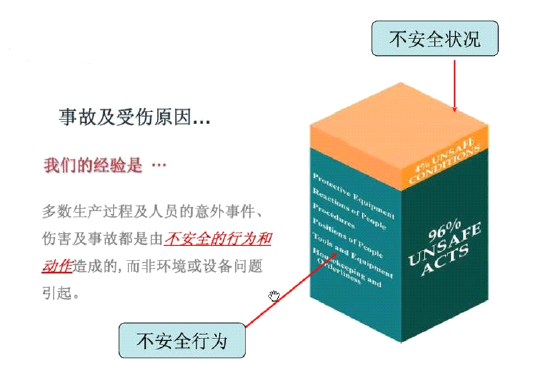 不安全状况
事故及受伤原因...
我们的经验是 …
多数生产过程及人员的意外事件、
伤害及事故都是由不安全的行为和
动作造成的,而非环境或设备问题
引起。
4% UNSAFE
CONDITIONS
Protective Equipment
Reactions of People
Procedures
Positions of People
Tools and Equipment
Housekeeping and
Orderliness
96%
UNSAFE
ACTS
不安全行为